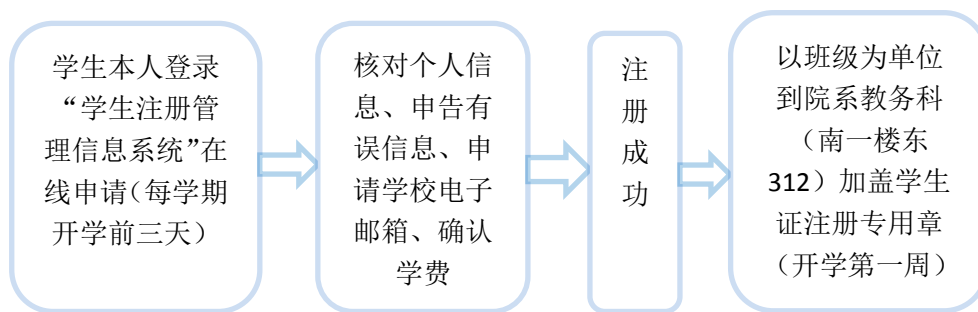 学生本人登录
“学生注册管
理信息系统”在
线申请（每学期
开学前三天）
核对个人信
息、申告有
误信息、申
请学校电子
邮箱、确认
学费
注
册
成
功
以班级为单位
到院系教务科
（南一楼东
312）加盖学生
证注册专用章
（开学第一周）